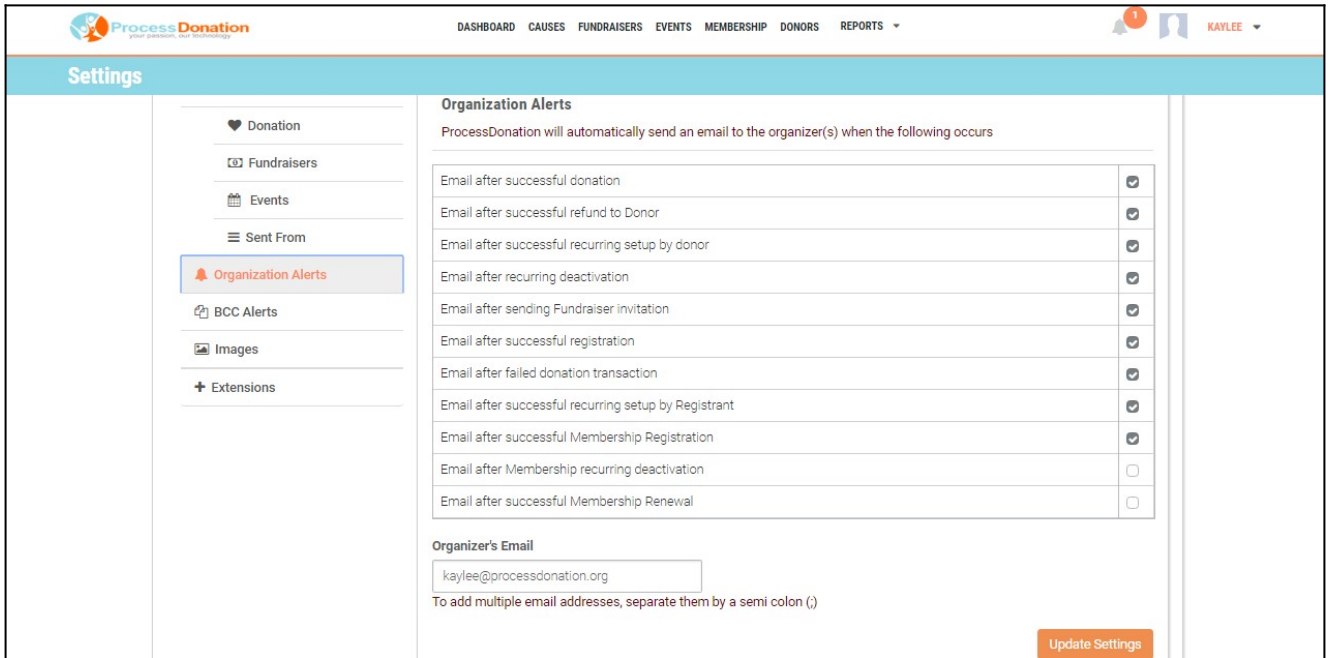 ProcessDonation
your passion, our technology
DASHBOARD CAUSES FUNDRAISERS EVENTS MEMBERSHIP DONORS REPORTS
1
KAYLEE
Settings
Donation
Fundraisers
Events
Sent From
Organization Alerts
BCC Alerts
Images
Extensions
Organization Alerts
ProcessDonation will automatically send an email to the organizer(s) when the following occurs
Email after successful donation
Email after successful refund to Donor
Email after successful recurring setup by donor
Email after recurring deactivation
Email after sending Fundraiser invitation
Email after successful registration
Email after failed donation transaction
Email after successful recurring setup by Registrant
Email after successful Membership Registration
Email after Membership recurring deactivation
Email after successful Membership Renewal
Organizer's Email
kaylee@processdonation.org
To add multiple email addresses, separate them by a semi colon (;)
Update Settings